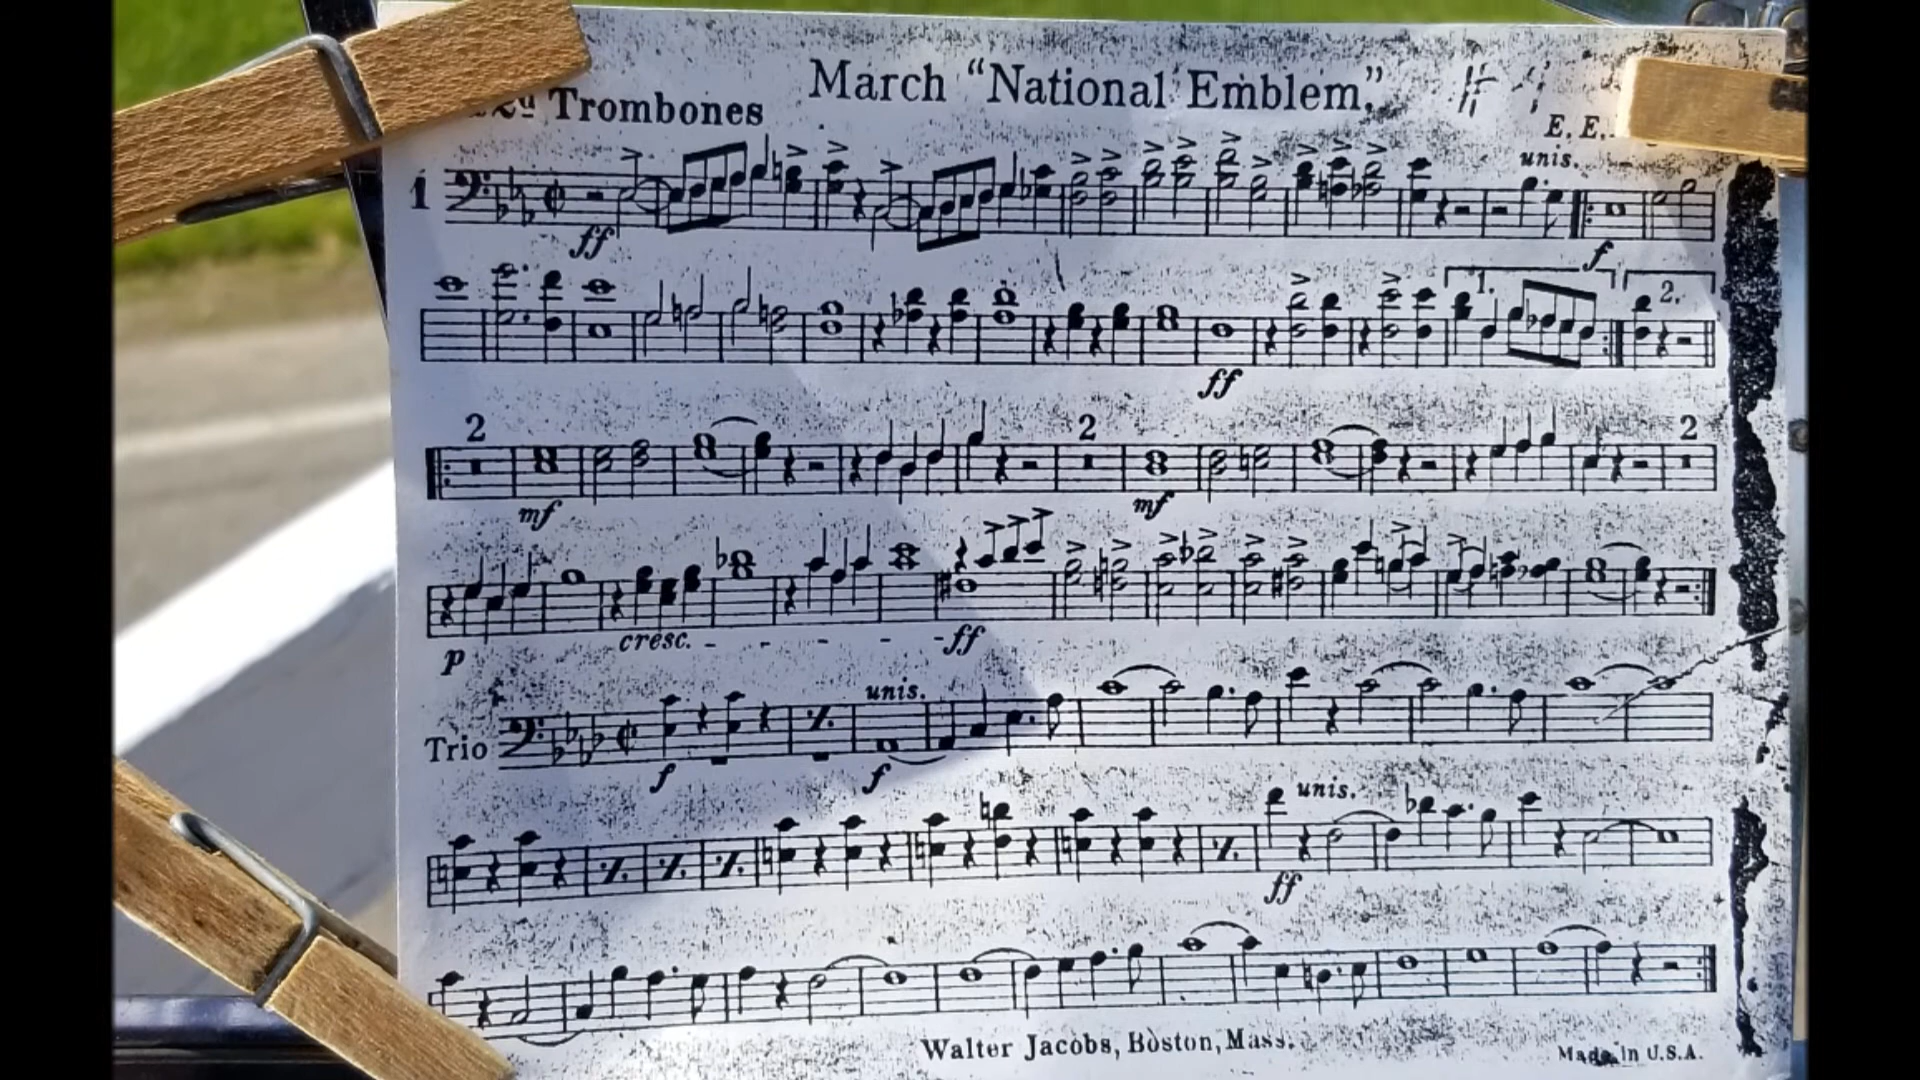 March "National Emblem."
Trombones
E. E.
unis.
1
ff
f
1.
2.
ff
2
2
2
mf
mf
p
cresc. - - - - ff
Trio
unis.
f
f
unis.
ff
Walter Jacobs, Boston, Mass.
Made in U.S.A.